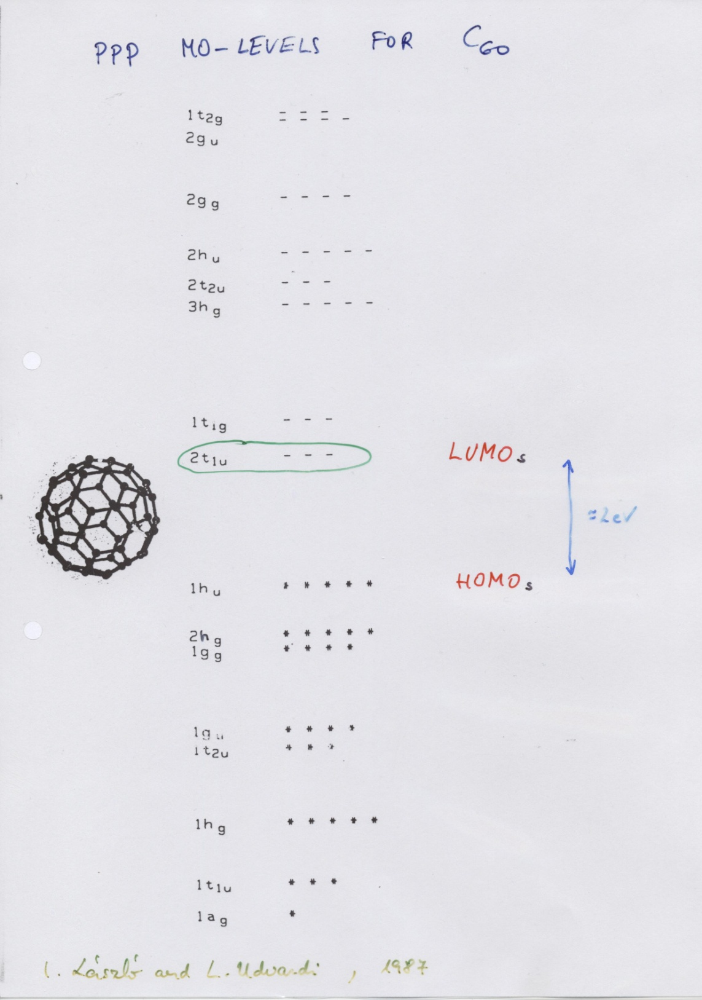 PPP MO-LEVELS FOR C60
1t2g
2gu
2gg
2hu
2t2u
3hg
1t1g
2t1u LUMOs
≈2eV
1hu HOMOs
2hg
1gg
1gu
1t2u
1hg
1t1u
1ag
I. László and L. Udvardi, 1987